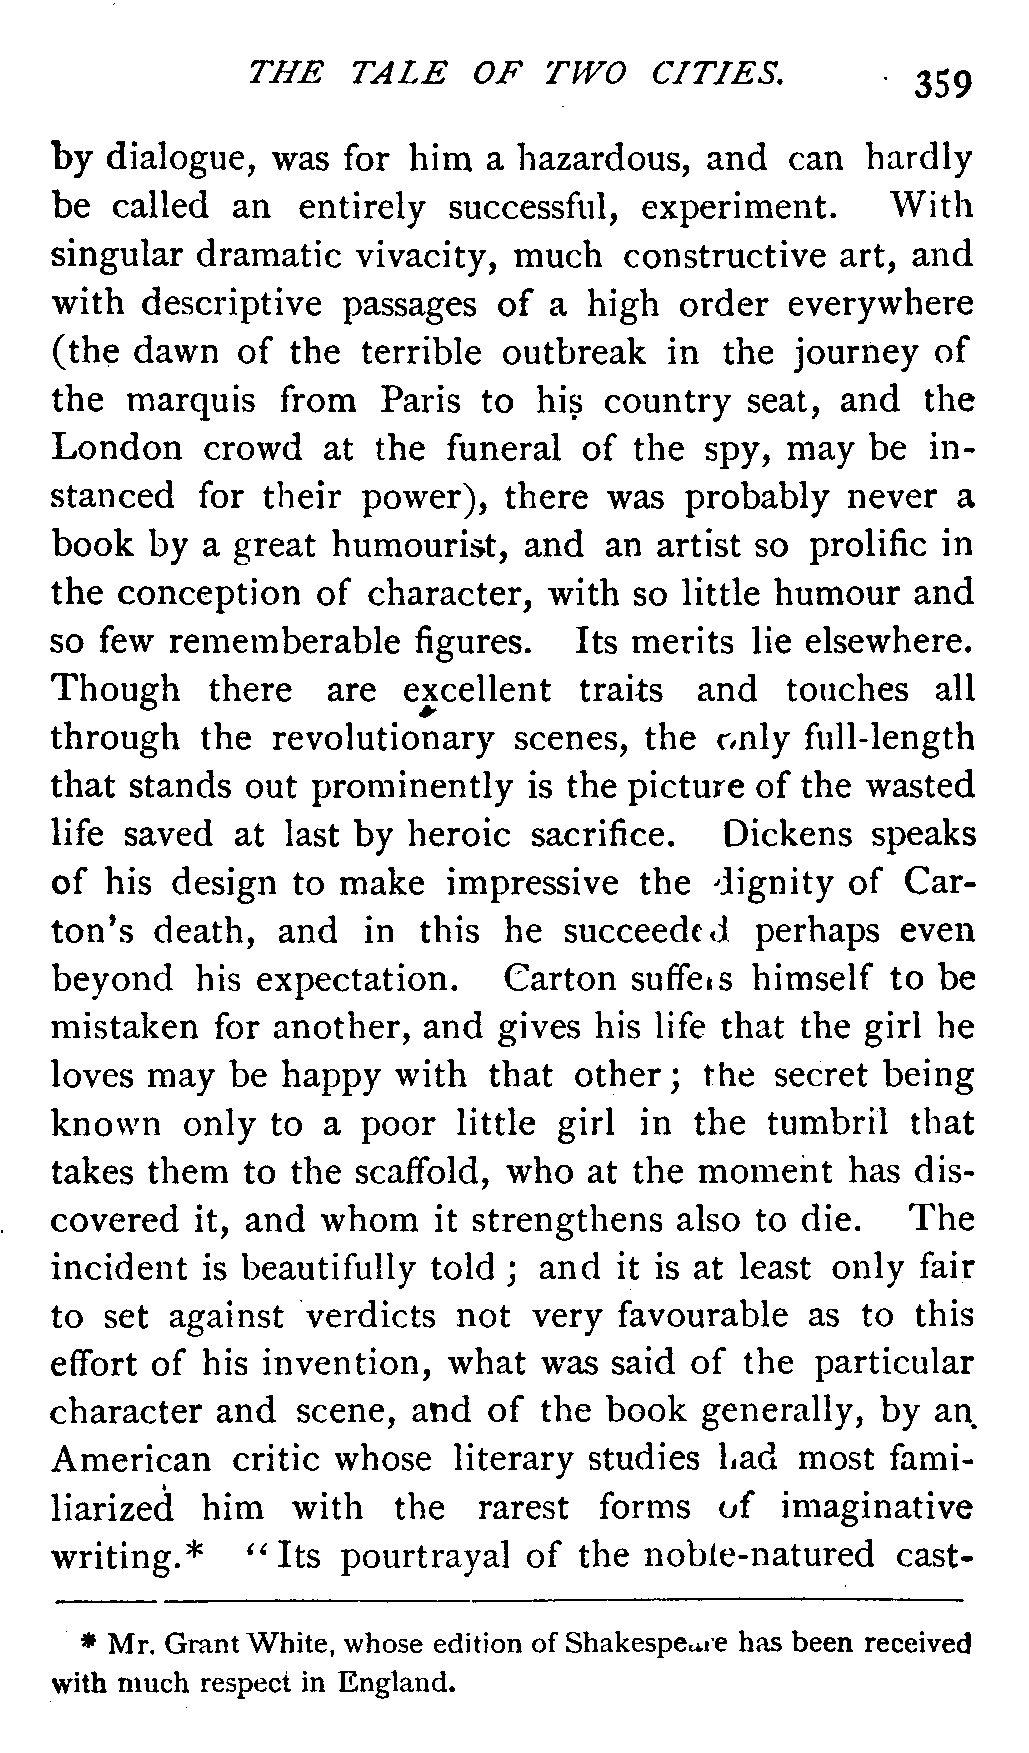 THE TALE OF TWO CITIES. 359
by dialogue, was for him a hazardous, and can hardly
be called an entirely successful, experiment. With
singular dramatic vivacity, much constructive art, and
with descriptive passages of a high order everywhere
(the dawn of the terrible outbreak in the journey of
the marquis from Paris to his country seat, and the
London crowd at the funeral of the spy, may be in-
stanced for their power), there was probably never a
book by a great humourist, and an artist so prolific in
the conception of character, with so little humour and
so few rememberable figures. Its merits lie elsewhere.
Though there are excellent traits and touches all
through the revolutionary scenes, the only full-length
that stands out prominently is the picture of the wasted
life saved at last by heroic sacrifice. Dickens speaks
of his design to make impressive the dignity of Car-
ton's death, and in this he succeeded perhaps even
beyond his expectation. Carton suffers himself to be
mistaken for another, and gives his life that the girl he
loves may be happy with that other; the secret being
known only to a poor little girl in the tumbril that
takes them to the scaffold, who at the moment has dis-
covered it, and whom it strengthens also to die. The
incident is beautifully told; and it is at least only fair
to set against verdicts not very favourable as to this
effort of his invention, what was said of the particular
character and scene, and of the book generally, by an
American critic whose literary studies had most fami-
liarized him with the rarest forms of imaginative
writing.* "Its pourtrayal of the noble-natured cast-
* Mr. Grant White, whose edition of Shakespeare has been received
with much respect in England.